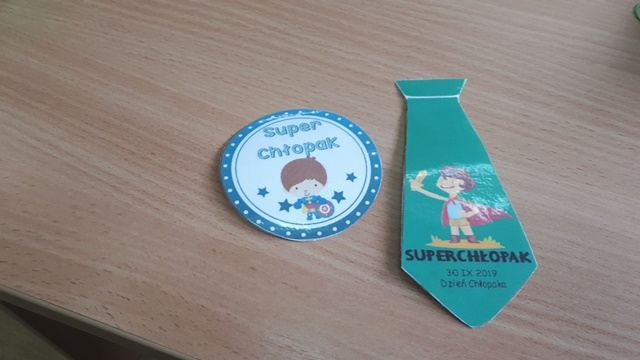 Super
Chłopak
SUPERCHŁOPAK
30 IX 2019
Dzień Chłopaka